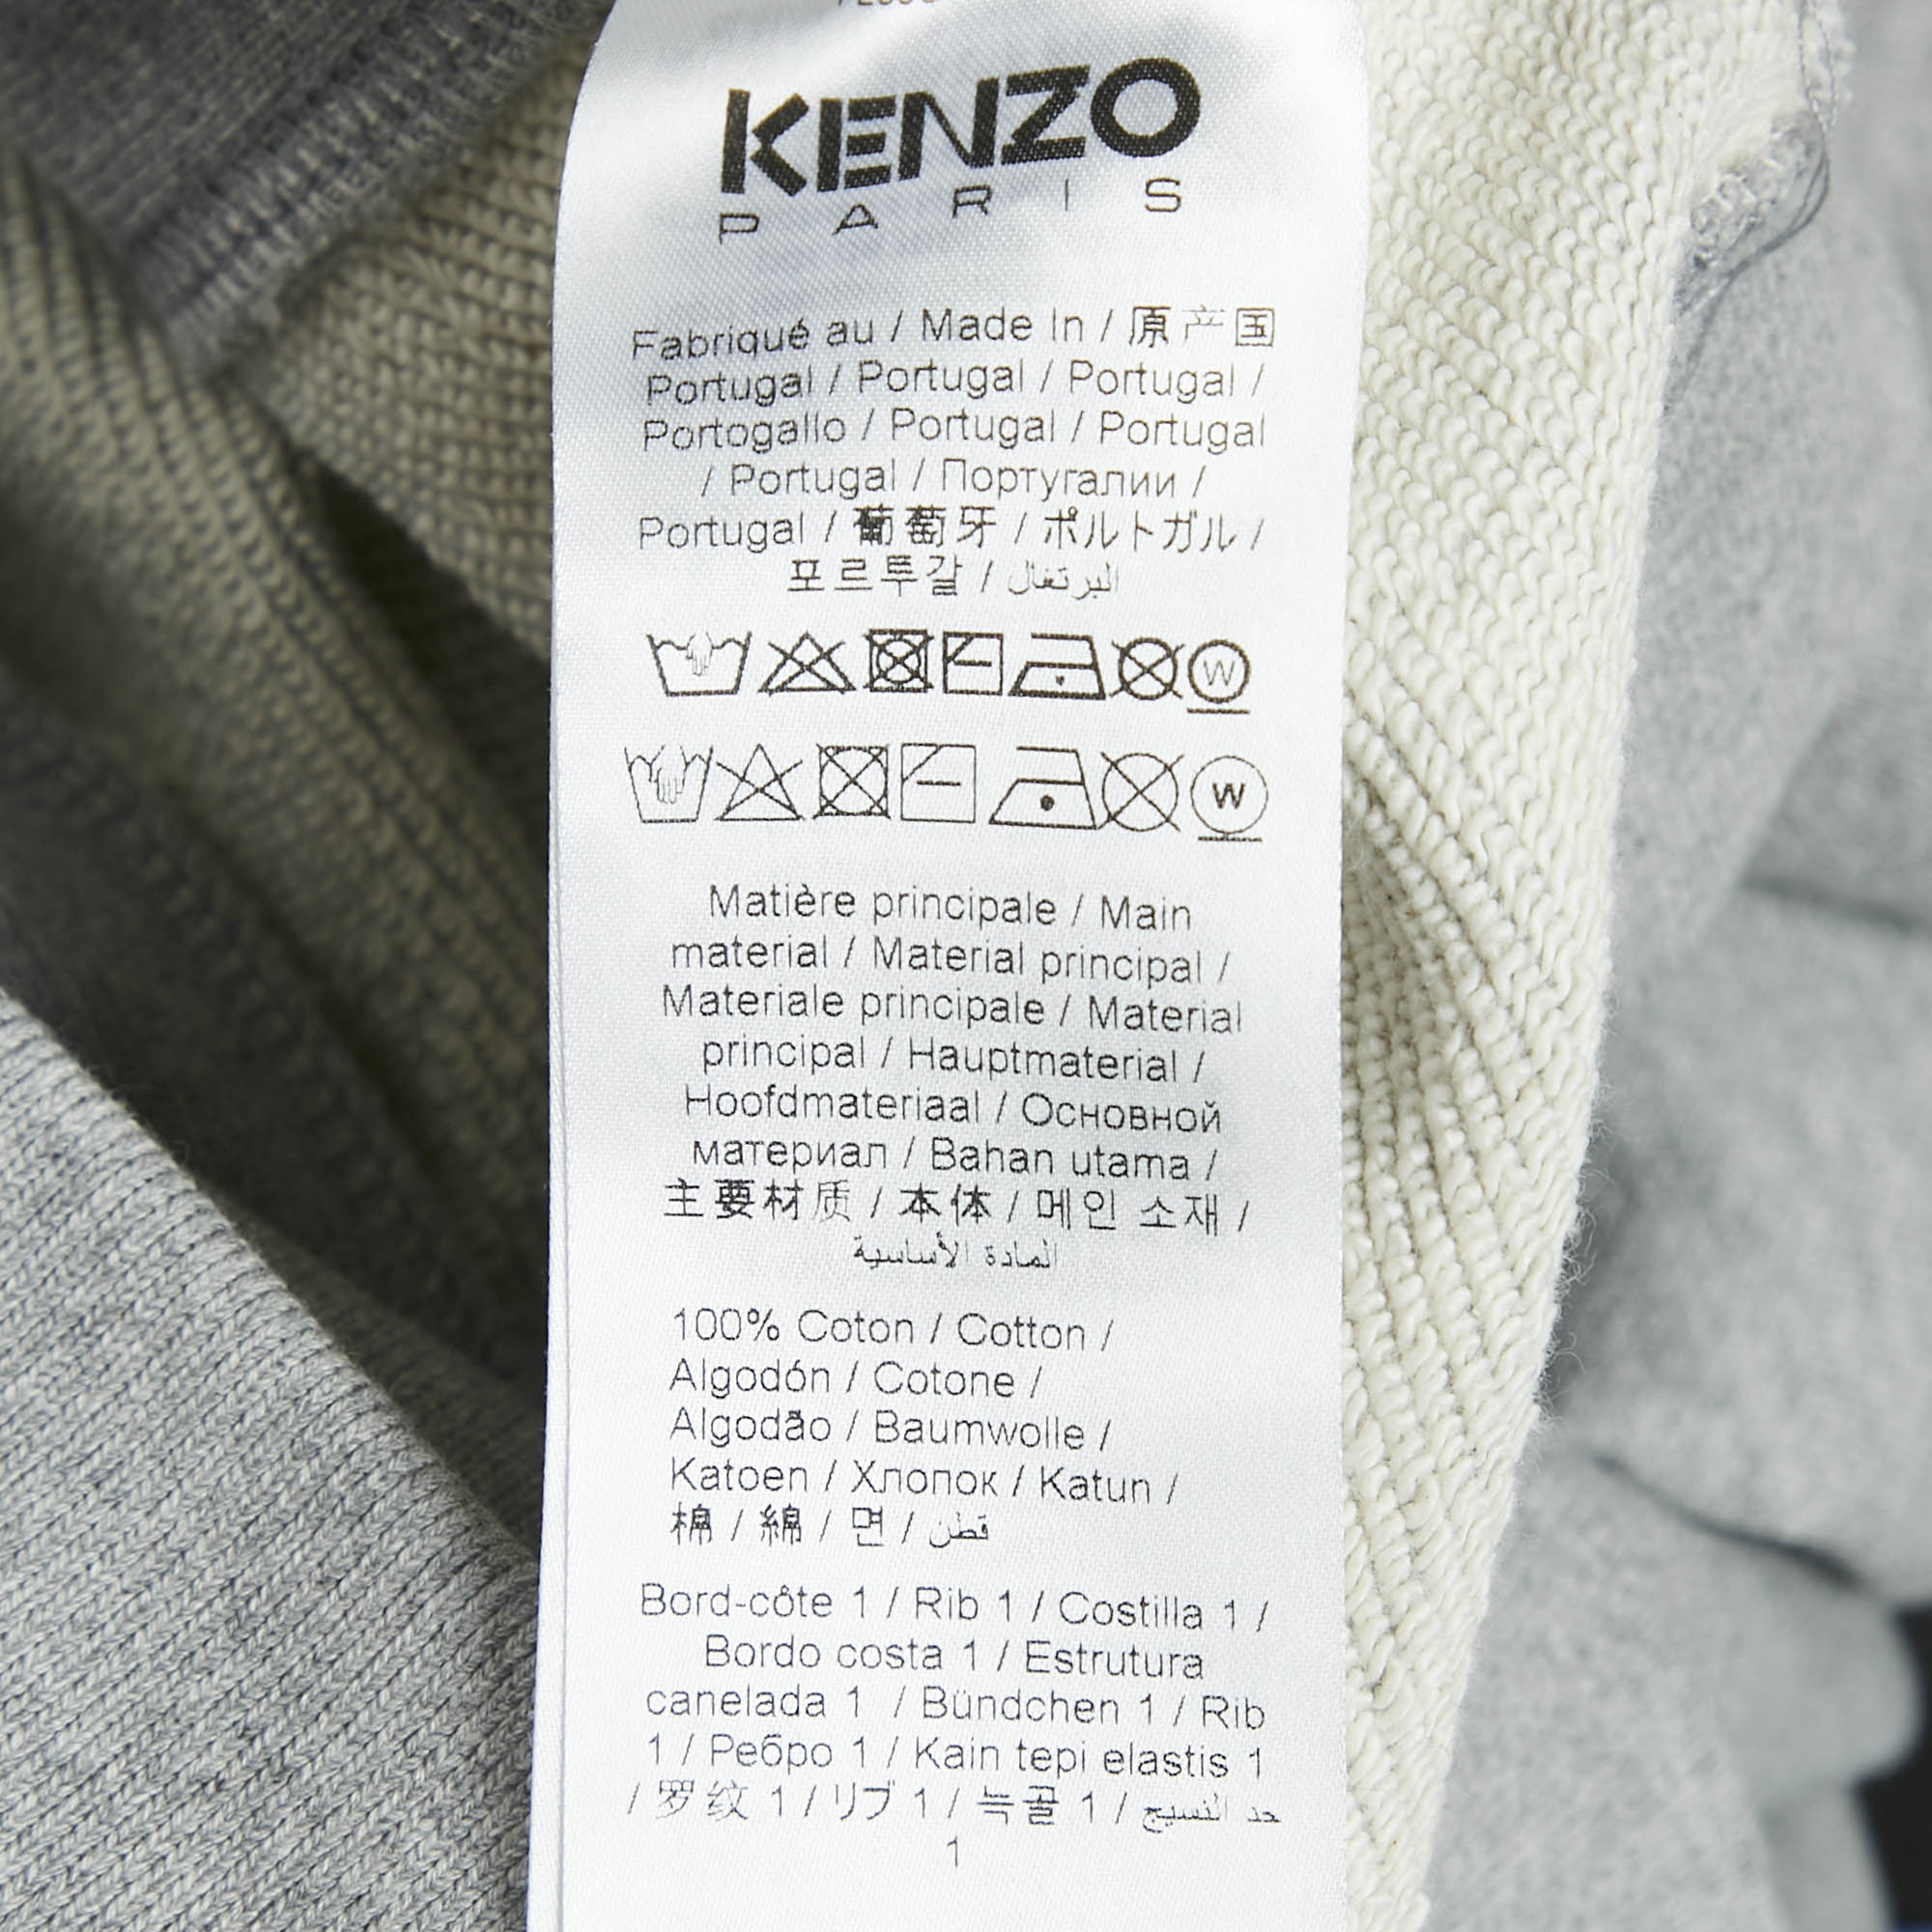 KENZO
PARIS
Fabriqué au / Made In / 原产国
Portugal / Portugal / Portugal /
Portogallo / Portugal / Portugal
/ Portugal / Португалии /
Portugal / 葡萄牙 / ポルトガル /
포르투갈 / البرتغال
W
W
Matière principale / Main
material / Material principal /
Materiale principale / Material
principal / Hauptmaterial /
Hoofdmateriaal / Основной
материал / Bahan utama /
主要材质 / 本体 / 메인 소재 /
المادة الأساسية
100% Coton / Cotton /
Algodón / Cotone /
Algodão / Baumwolle /
Katoen / Хлопок / Katun /
棉 / 綿 / 면 / قطن
Bord-côte 1 / Rib 1 / Costilla 1 /
Bordo costa 1 / Estrutura
canelada 1 / Bündchen 1 / Rib
1 / Ребро 1 / Kain tepi elastis 1
/ 罗纹 1 / リブ 1 / 늑골 1 / حد النسيج
1